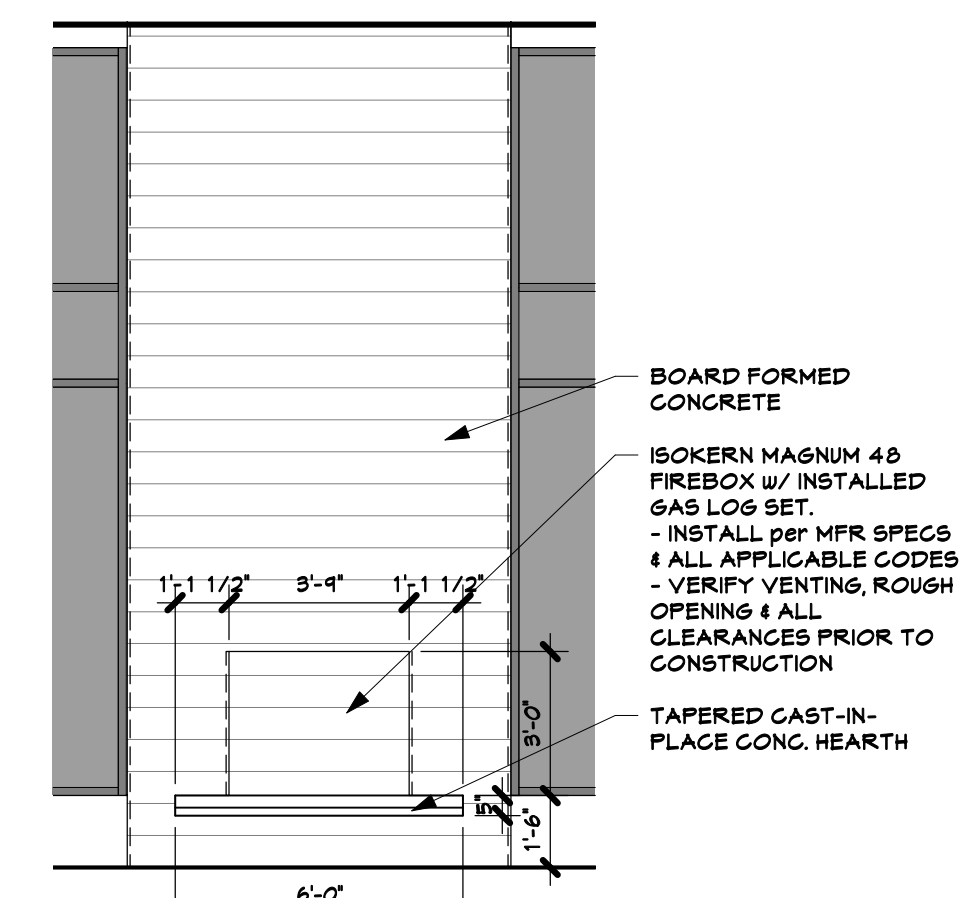 BOARD FORMED
CONCRETE
ISOKERN MAGNUM 48
FIREBOX w/ INSTALLED
GAS LOG SET.
- INSTALL per MFR SPECS
& ALL APPLICABLE CODES
- VERIFY VENTING, ROUGH
OPENING & ALL
CLEARANCES PRIOR TO
CONSTRUCTION
TAPERED CAST-IN-
PLACE CONC. HEARTH
1'-1 1/2" 3'-9" 1'-1 1/2"
3'-0"
5"
1'-6"
6'-0"